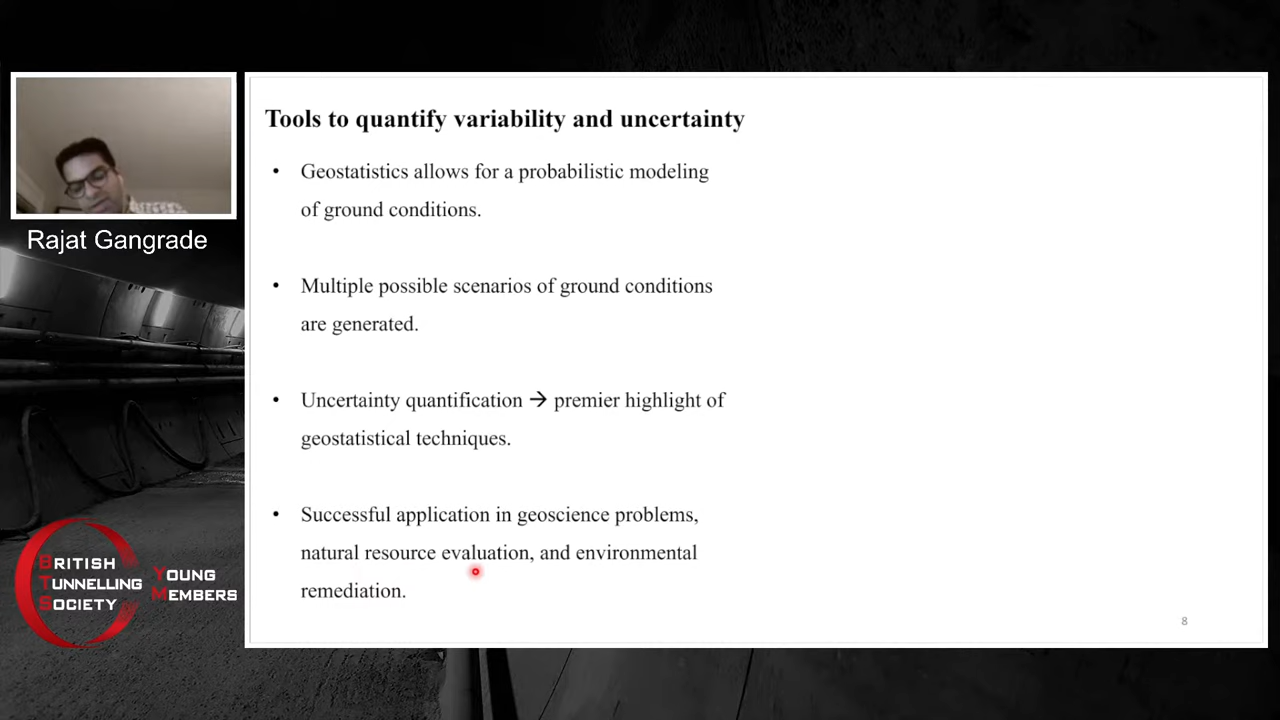 Tools to quantify variability and uncertainty
• Geostatistics allows for a probabilistic modeling
of ground conditions.
• Multiple possible scenarios of ground conditions
are generated.
• Uncertainty quantification → premier highlight of
geostatistical techniques.
• Successful application in geoscience problems,
natural resource evaluation, and environmental
remediation.
8
Rajat Gangrade
BRITISH
TUNNELLING
SOCIETY
YOUNG
MEMBERS